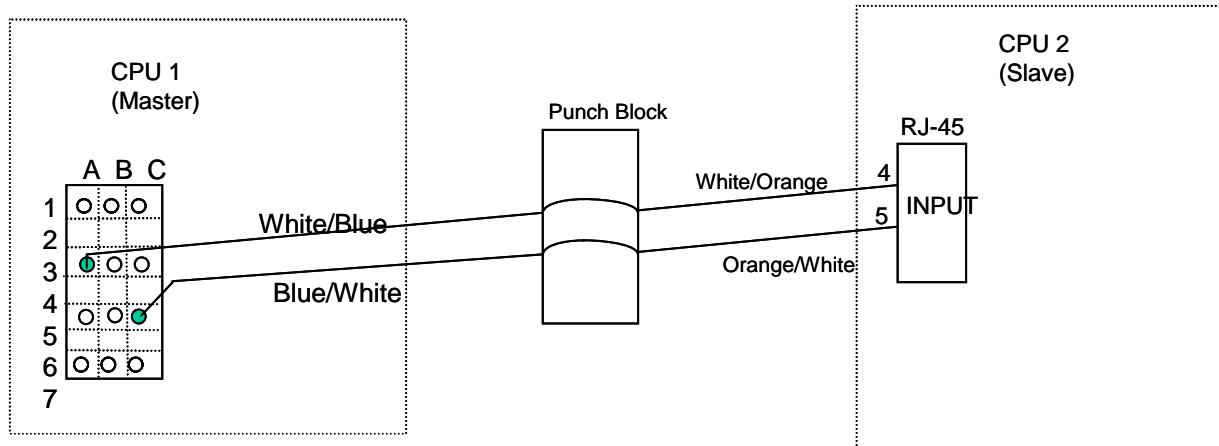 CPU 1
(Master)
A B C
1
2
3
4
5
6
7
White/Blue
Blue/White
Punch Block
White/Orange
Orange/White
CPU 2
(Slave)
RJ-45
4
5
INPUT